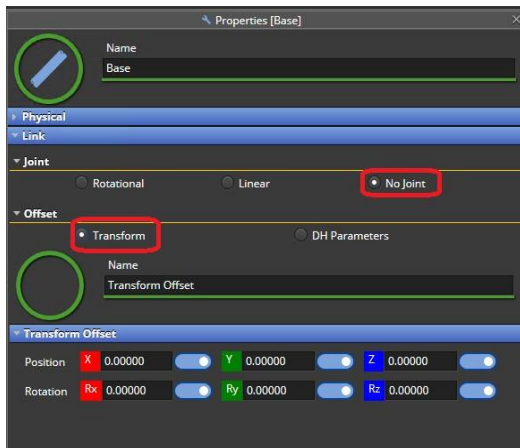 Properties [Base]
Name
Base
Physical
Link
Joint
Rotational Linear No Joint
Offset
Transform DH Parameters
Name
Transform Offset
Transform Offset
Position X 0.00000 Y 0.00000 Z 0.00000
Rotation Rx 0.00000 Ry 0.00000 Rz 0.00000